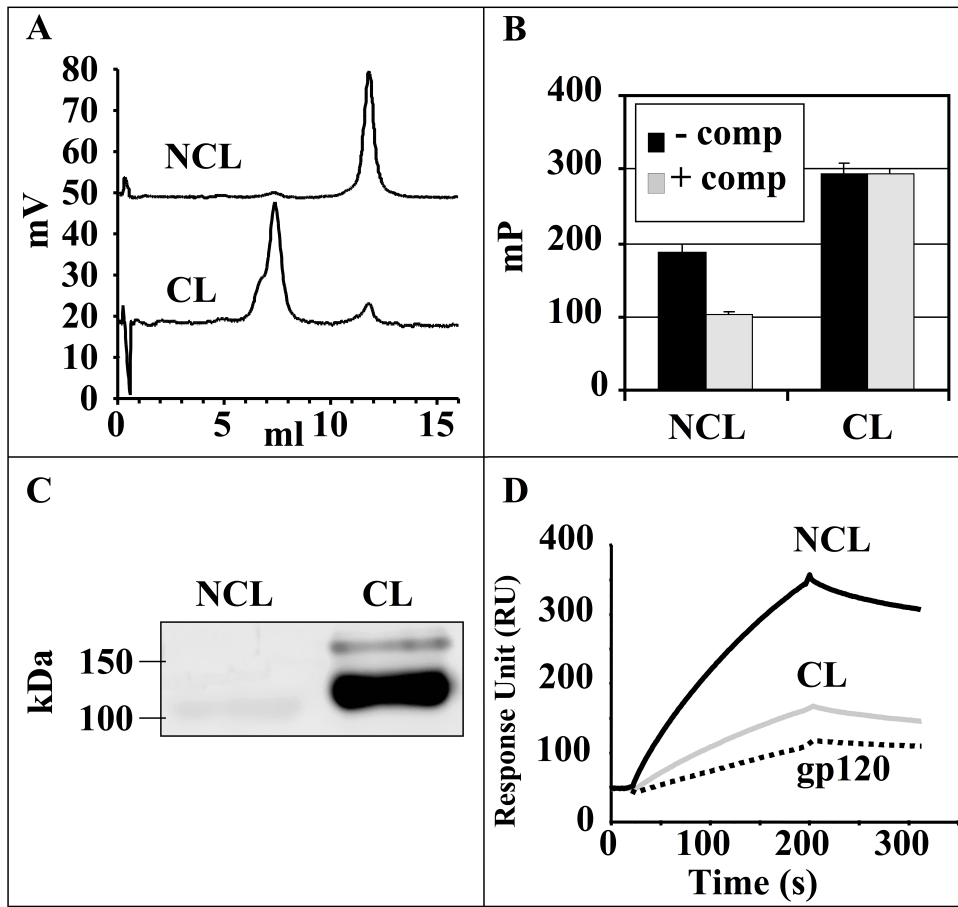 A
80
70
60
50
40
30
20
10
0
mV
NCL
CL
0 5 10 15
ml
B
400
300
200
100
0
mP
- comp
+ comp
NCL CL
C
NCL CL
kDa
150
100
D
400
300
200
100
0
Response Unit (RU)
NCL
CL
gp120
0 100 200 300
Time (s)